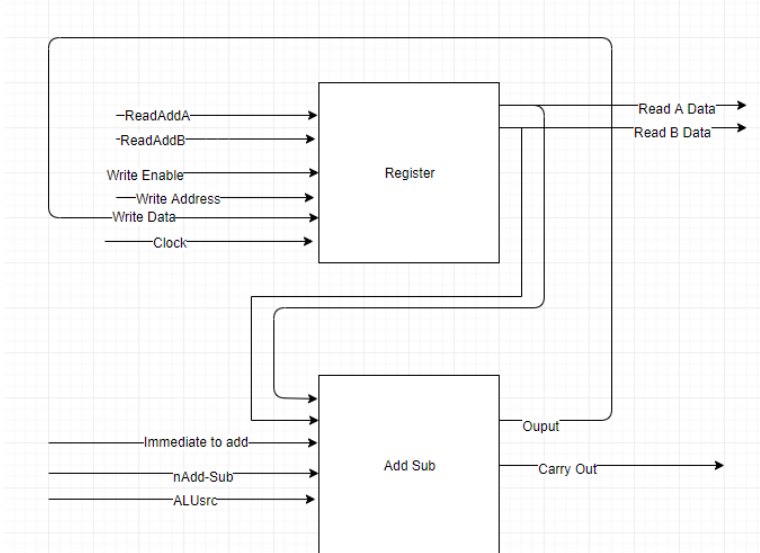 ReadAddA
ReadAddB
Write Enable
Write Address
Write Data
Clock
Register
Read A Data
Read B Data
Immediate to add
nAdd-Sub
ALUsrc
Add Sub
Ouput
Carry Out